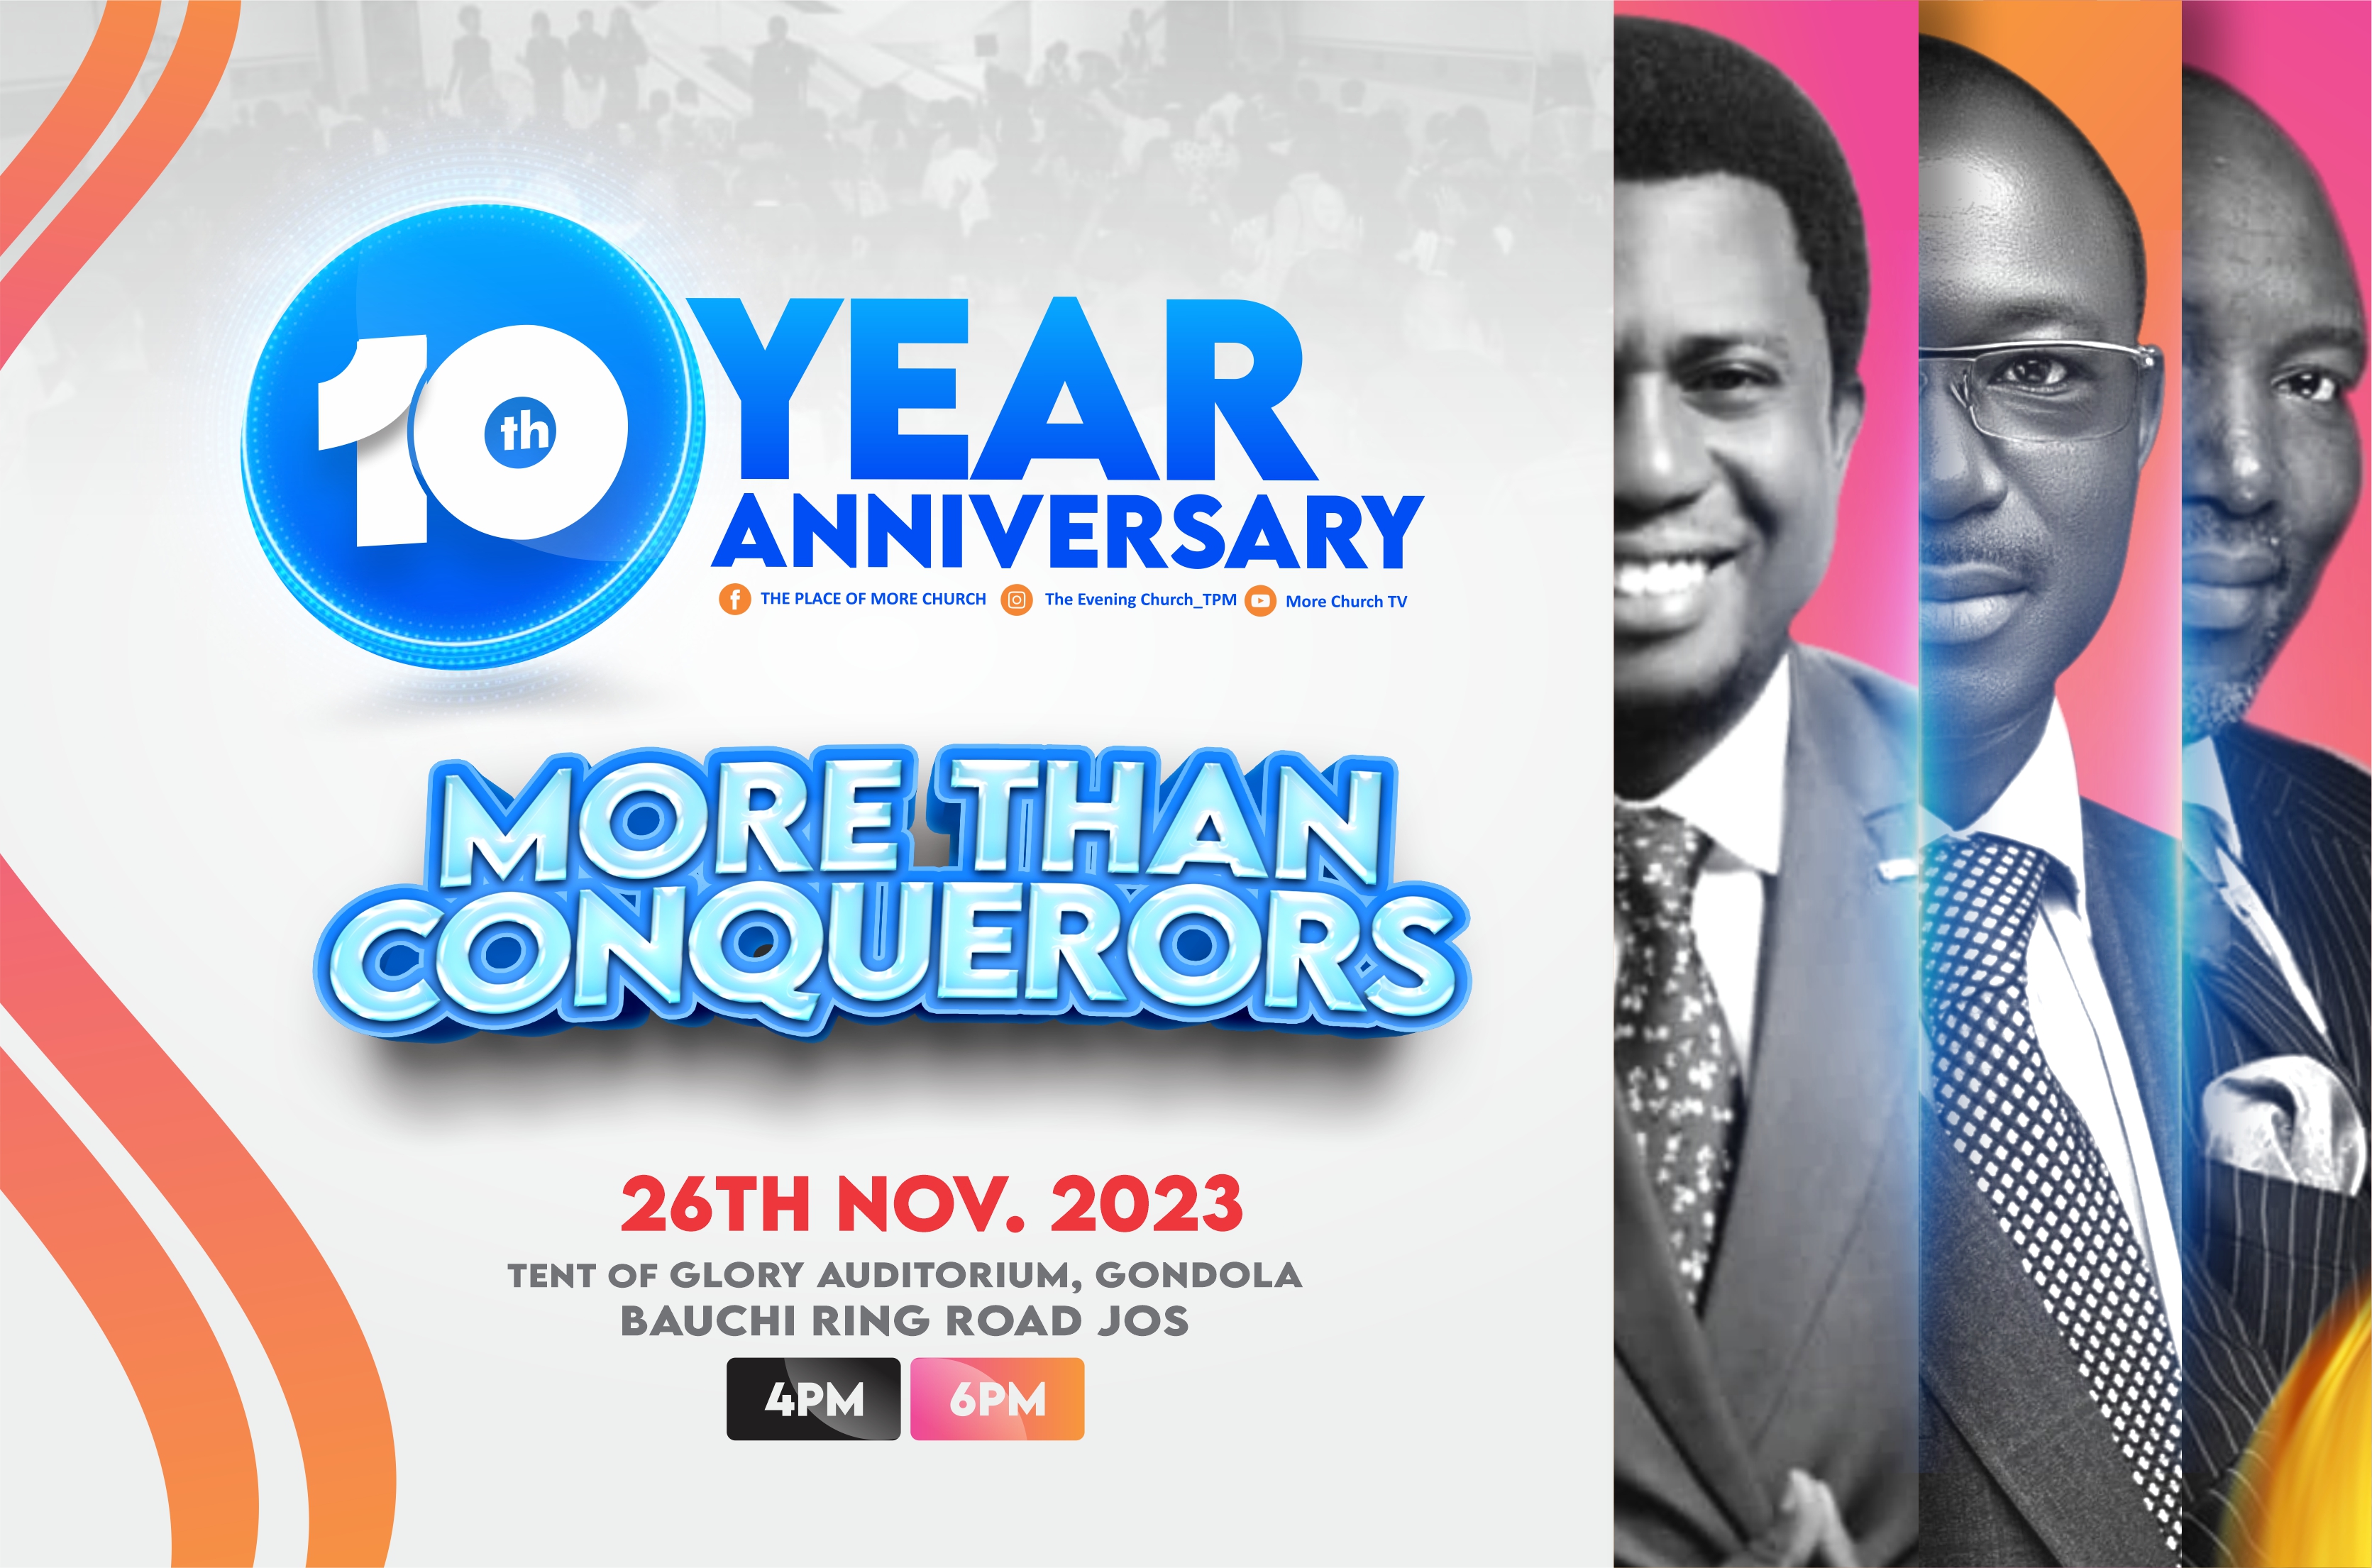 10th YEAR
ANNIVERSARY
THE PLACE OF MORE CHURCH The Evening Church_TPM More Church TV
MORE THAN
CONQUERORS
26TH NOV. 2023
TENT OF GLORY AUDITORIUM, GONDOLA
BAUCHI RING ROAD JOS
4PM 6PM